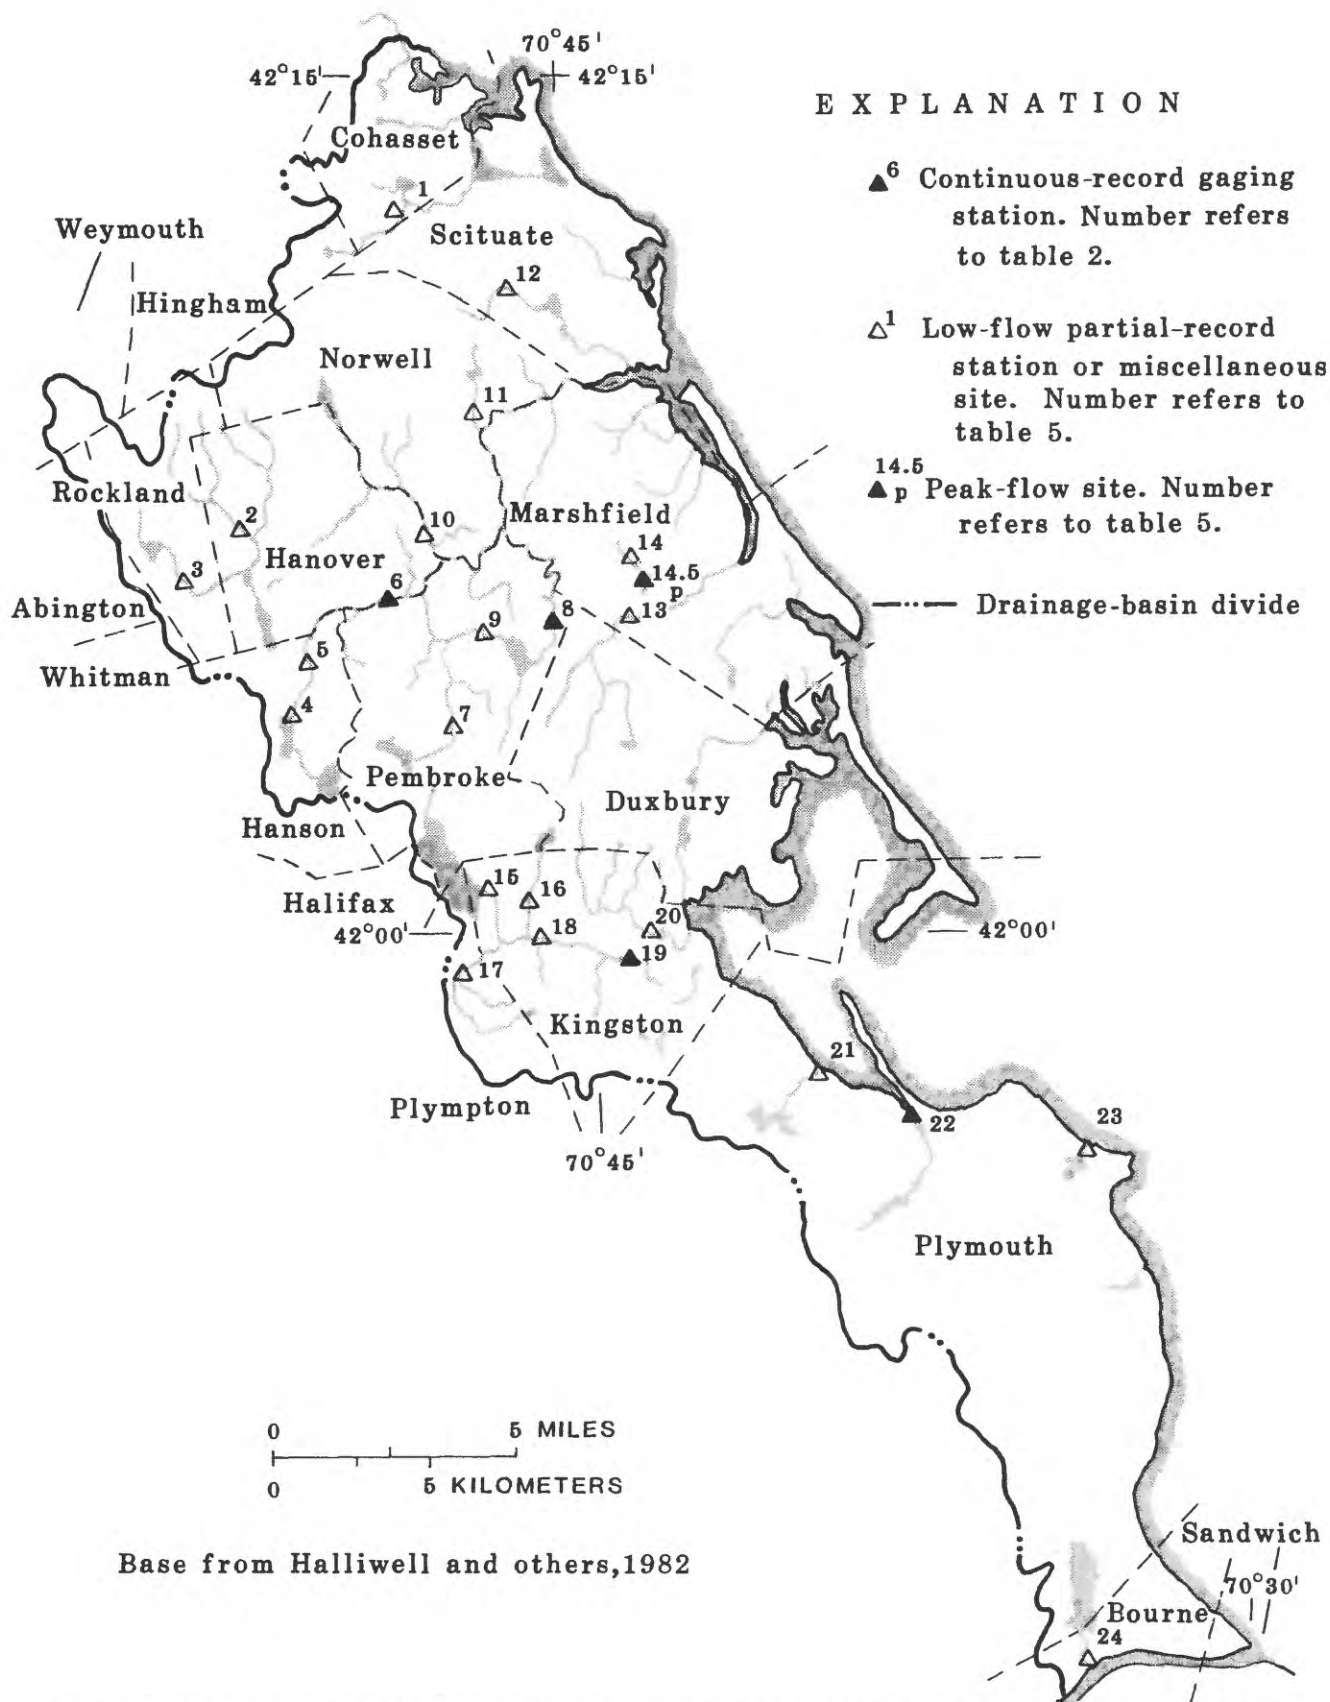 70°45'
42°15'
42°15'
EXPLANATION
Cohasset
6 Continuous-record gaging
station. Number refers
to table 2.
1
Weymouth
Scituate
12
Hingham
1 Low-flow partial-record
station or miscellaneous
site. Number refers to
table 5.
Norwell
11
14.5
p Peak-flow site. Number
refers to table 5.
Rockland
2
10
Marshfield
14
Hanover
3
6
14.5
p
Abington
8
13
Drainage-basin divide
9
5
Whitman
4
7
Pembroke
Duxbury
Hanson
15
16
Halifax
42°00'
18
20
42°00'
19
17
Kingston
21
Plympton
22
23
70°45'
Plymouth
0 5 MILES
0 5 KILOMETERS
Sandwich
Base from Halliwell and others,1982
70°30'
Bourne
24